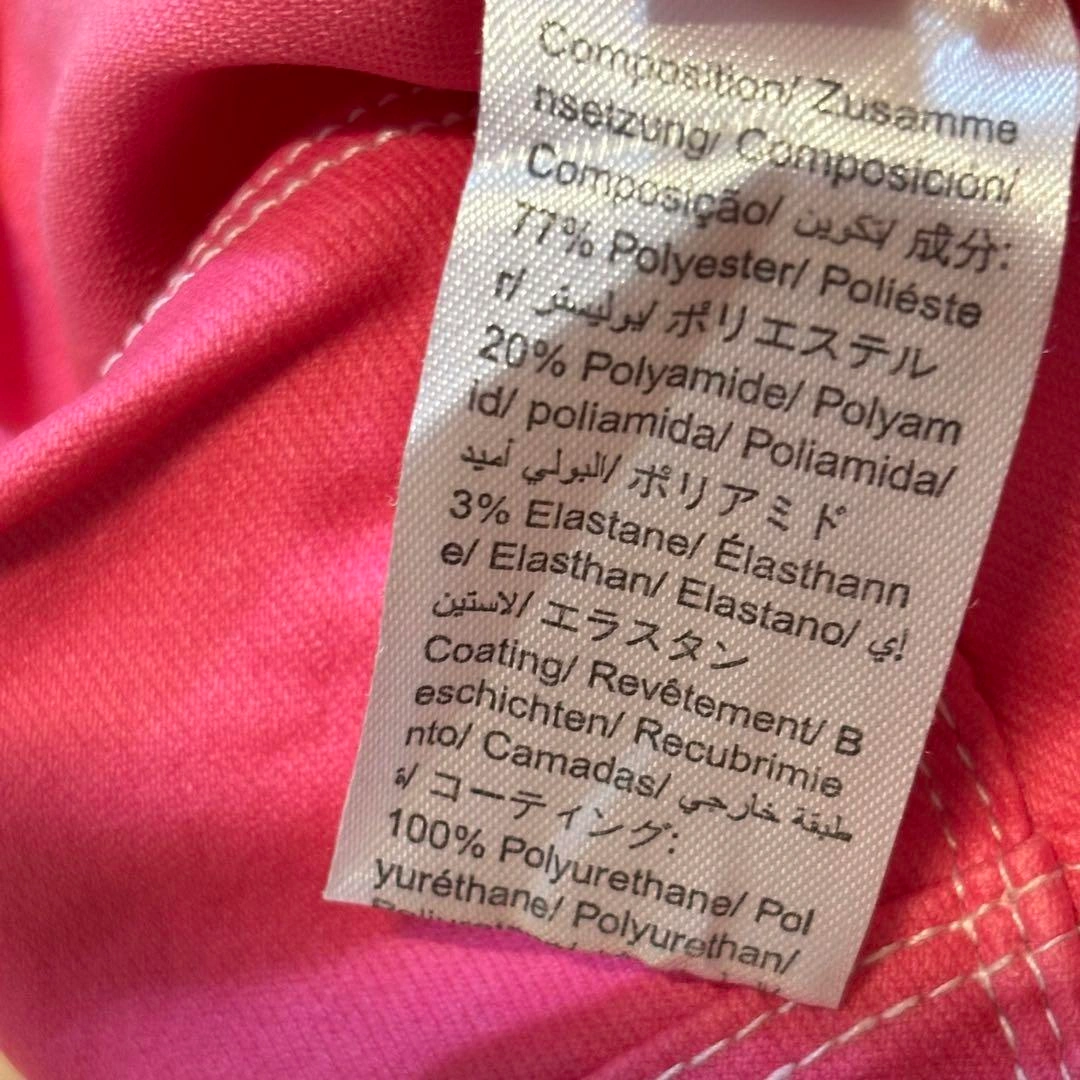 Composition/ Zusamme
nsetzung/ Composición/
Composição/ تكوين/ 成分:
77% Polyester/ Poliéste
r/ بوليستر/ ポリエステル
20% Polyamide/ Polyam
id/ poliamida/ Poliamida/
البولي أميد/ ポリアミド
3% Elastane/ Élasthann
e/ Elasthan/ Elastano/ إي
لاستين/ エラスタン
Coating/ Revêtement/ B
eschichten/ Recubrimie
nto/ Camadas/ طبقة خارجي
ة/ コーティング:
100% Polyurethane/ Pol
yuréthane/ Polyurethan/